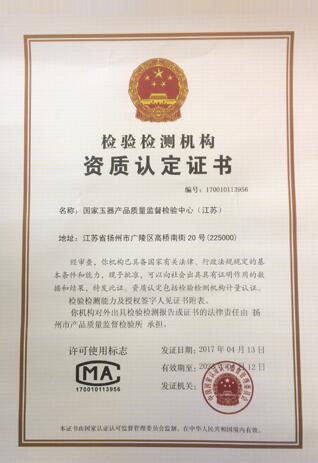 检验检测机构
资质认定证书
编号：170010113956
名称：国家玉器产品质量监督检验中心（江苏）
地址：江苏省扬州市广陵区高桥南街20号(225000)
经审查，你机构已具备国家有关法律、行政法规规定的基
本条件和能力，现予批准，可以向社会出具具有证明作用的数
据和结果，特发此证。资质认定包括检验检测机构计量认证。
检验检测能力及授权签字人见证书附表。
你机构对外出具检验检测报告或证书的法律责任由 扬
州市产品质量监督检验所 承担。
许可使用标志
MA
170010113956
发证日期：2017年04月13日
有效期至：
12日
发证机关：
本证书由国家认证认可监督管理委员会监制，在中华人民共和国境内有效。